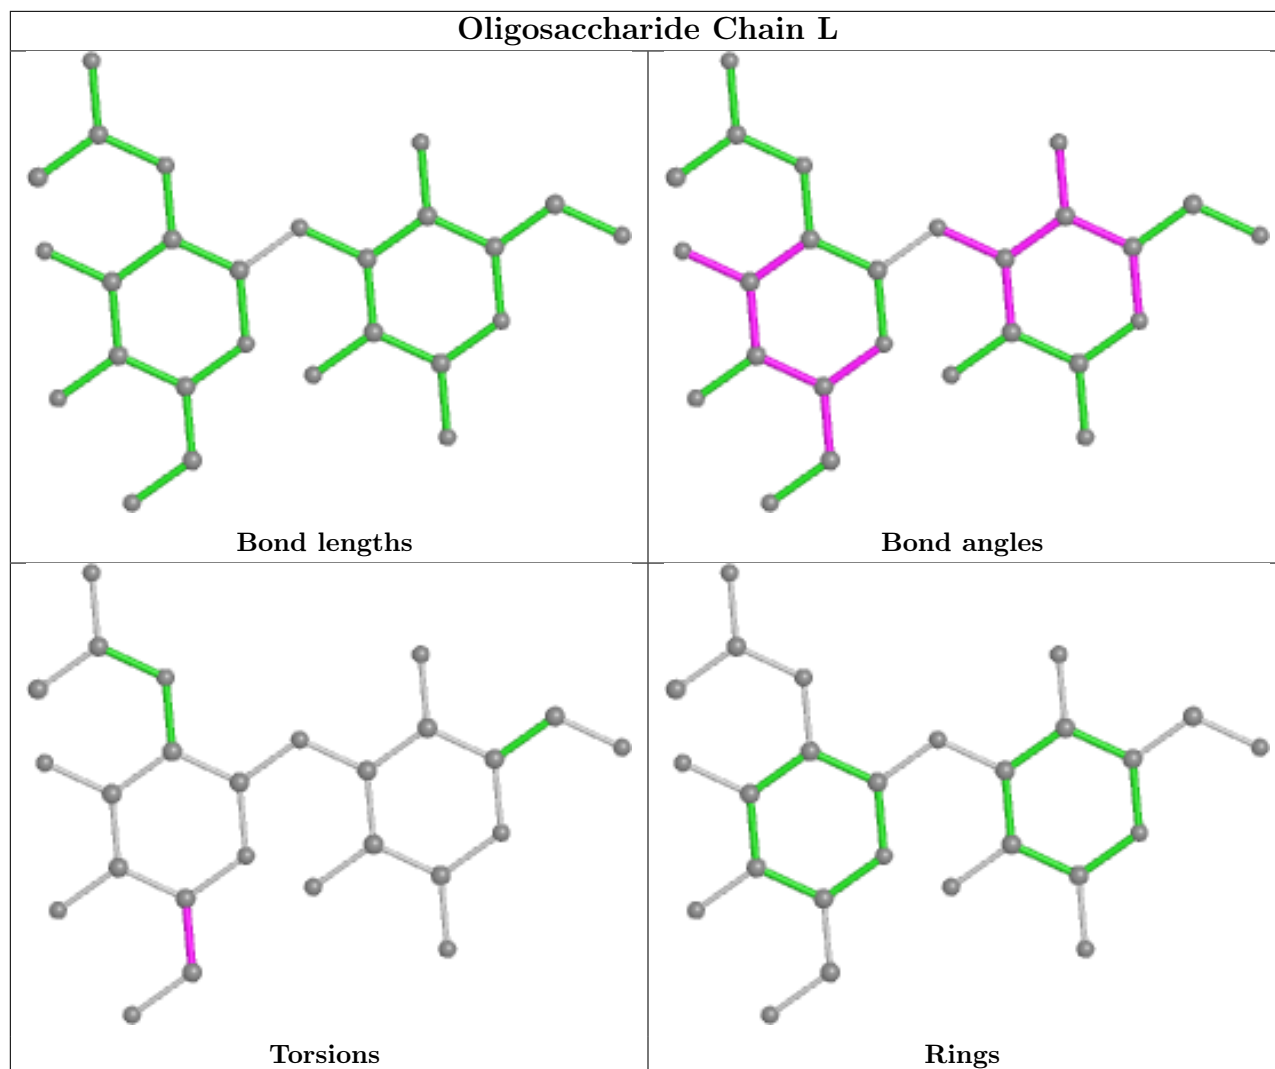 Oligosaccharide Chain L
Bond lengths
Bond angles
Torsions
Rings